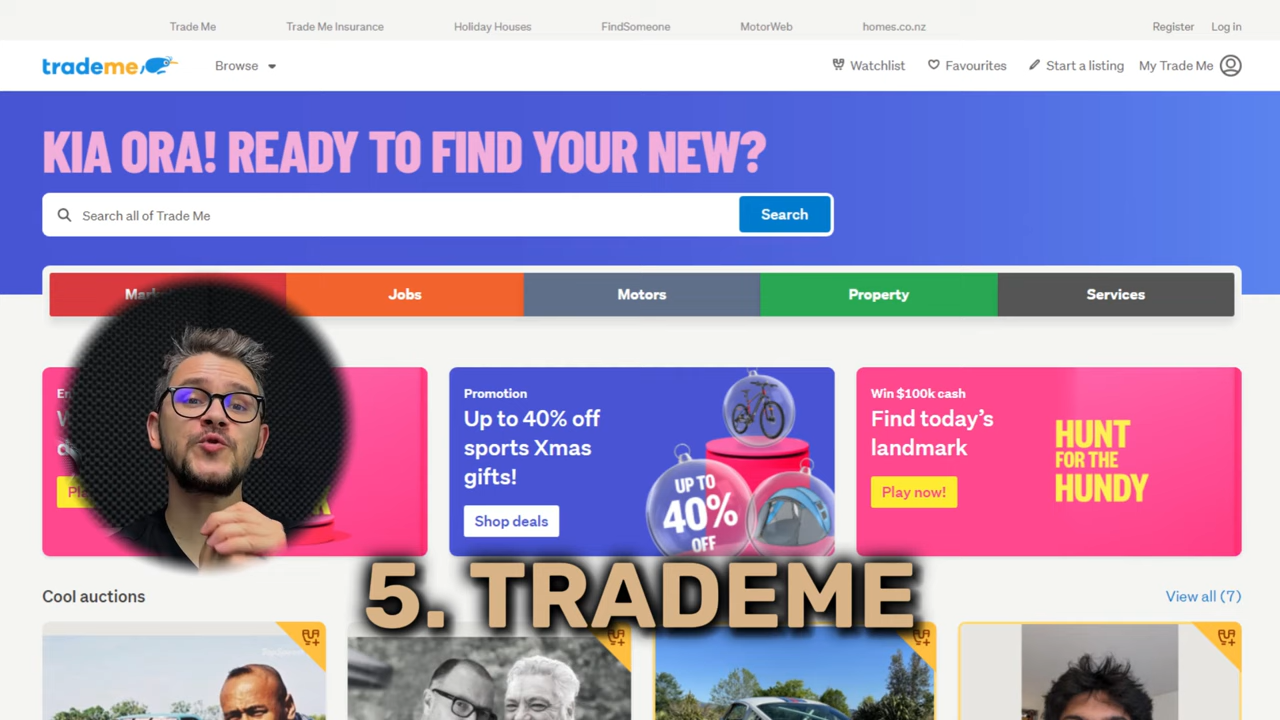 Trade Me
Trade Me Insurance
Holiday Houses
FindSomeone
MotorWeb
homes.co.nz
Register
Log in
trademe
Browse
Watchlist
Favourites
Start a listing
My Trade Me
KIA ORA! READY TO FIND YOUR NEW?
Search all of Trade Me
Search
Jobs
Motors
Property
Services
Promotion
Up to 40% off
sports Xmas
gifts!
Shop deals
UP TO
40%
OFF
Win $100k cash
Find today's
landmark
Play now!
HUNT
FOR THE
HUNDY
5. TRADEME
Cool auctions
View all (7)